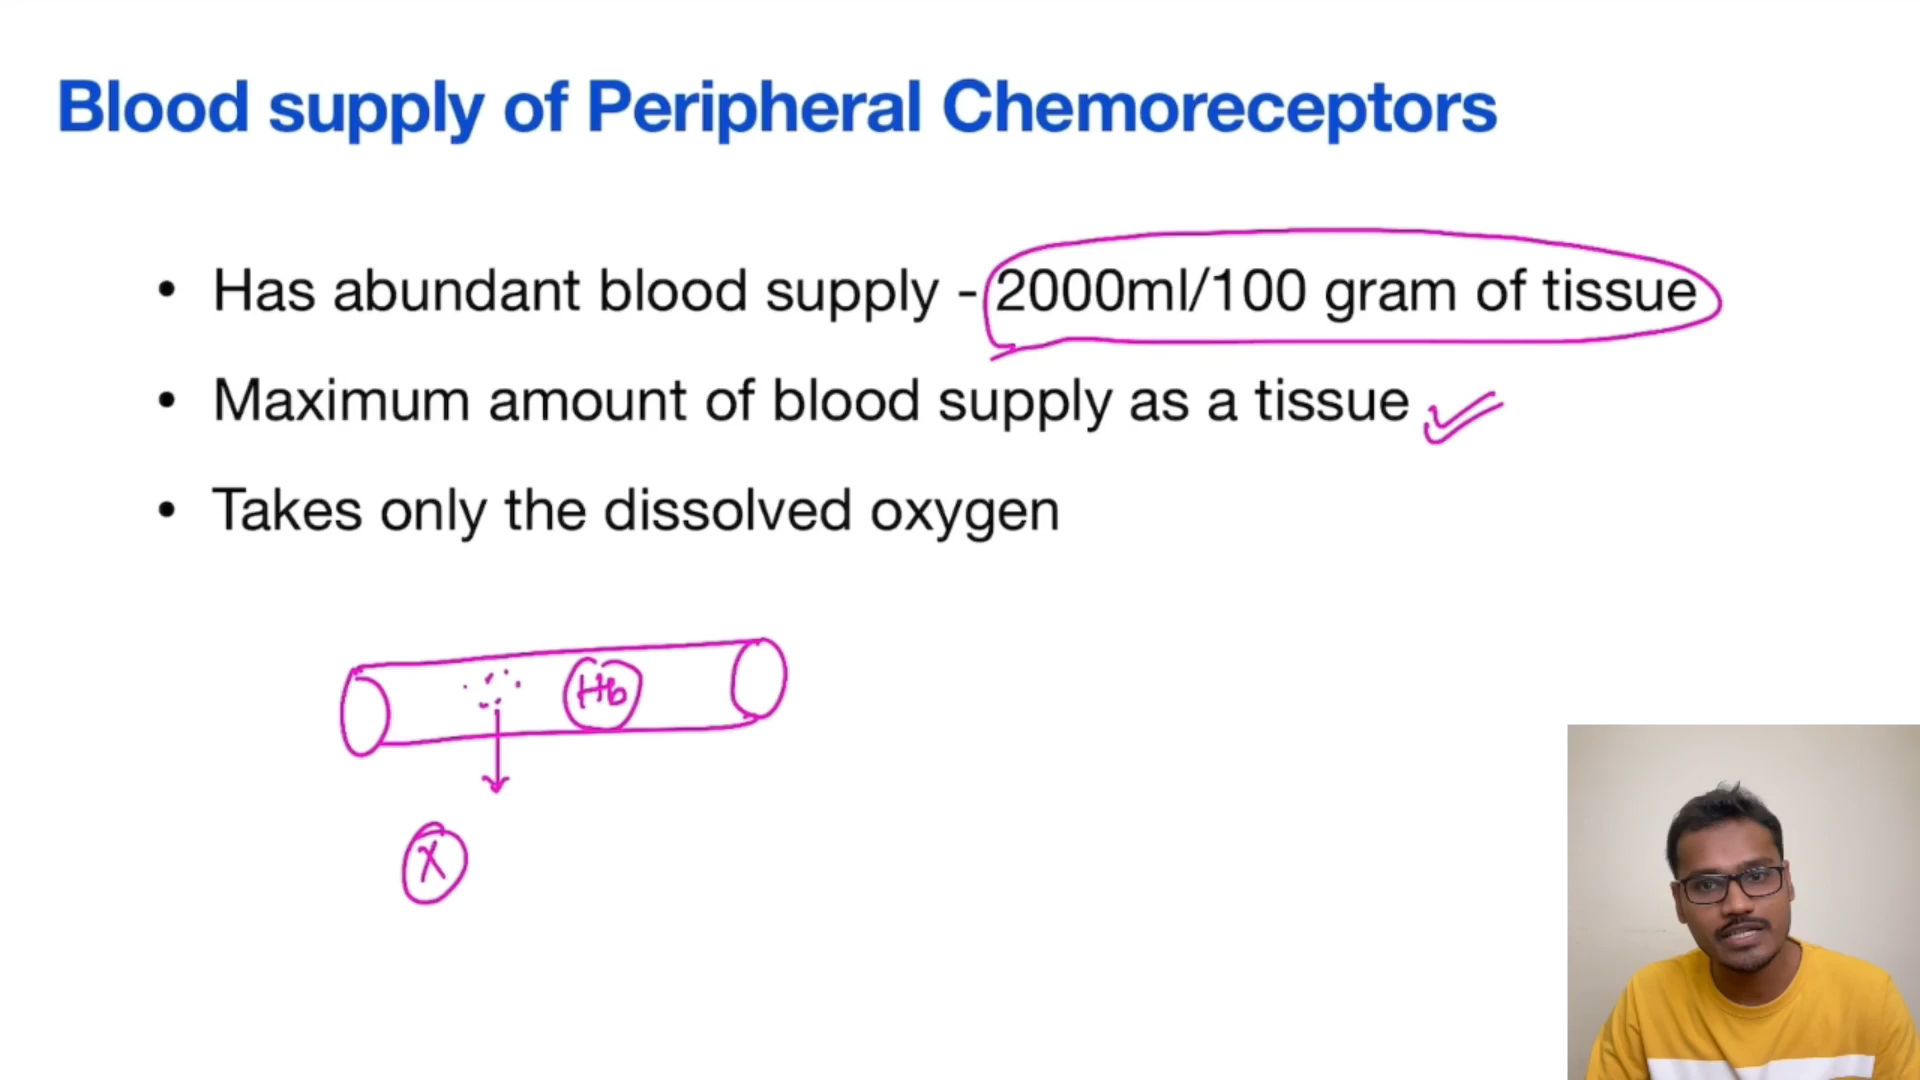 Blood supply of Peripheral Chemoreceptors
• Has abundant blood supply - 2000ml/100 gram of tissue
• Maximum amount of blood supply as a tissue
• Takes only the dissolved oxygen
Hb
X